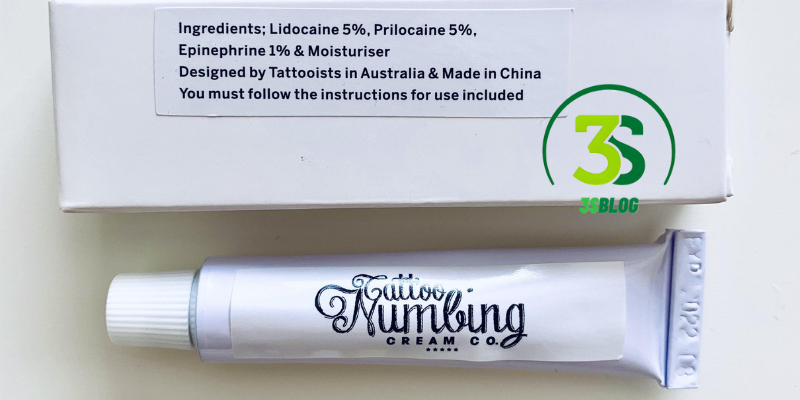 Ingredients; Lidocaine 5%, Prilocaine 5%,
Epinephrine 1% & Moisturiser
Designed by Tattooists in Australia & Made in China
You must follow the instructions for use included
3S
3SBLOG
Tattoo
Numbing
CREAM CO.